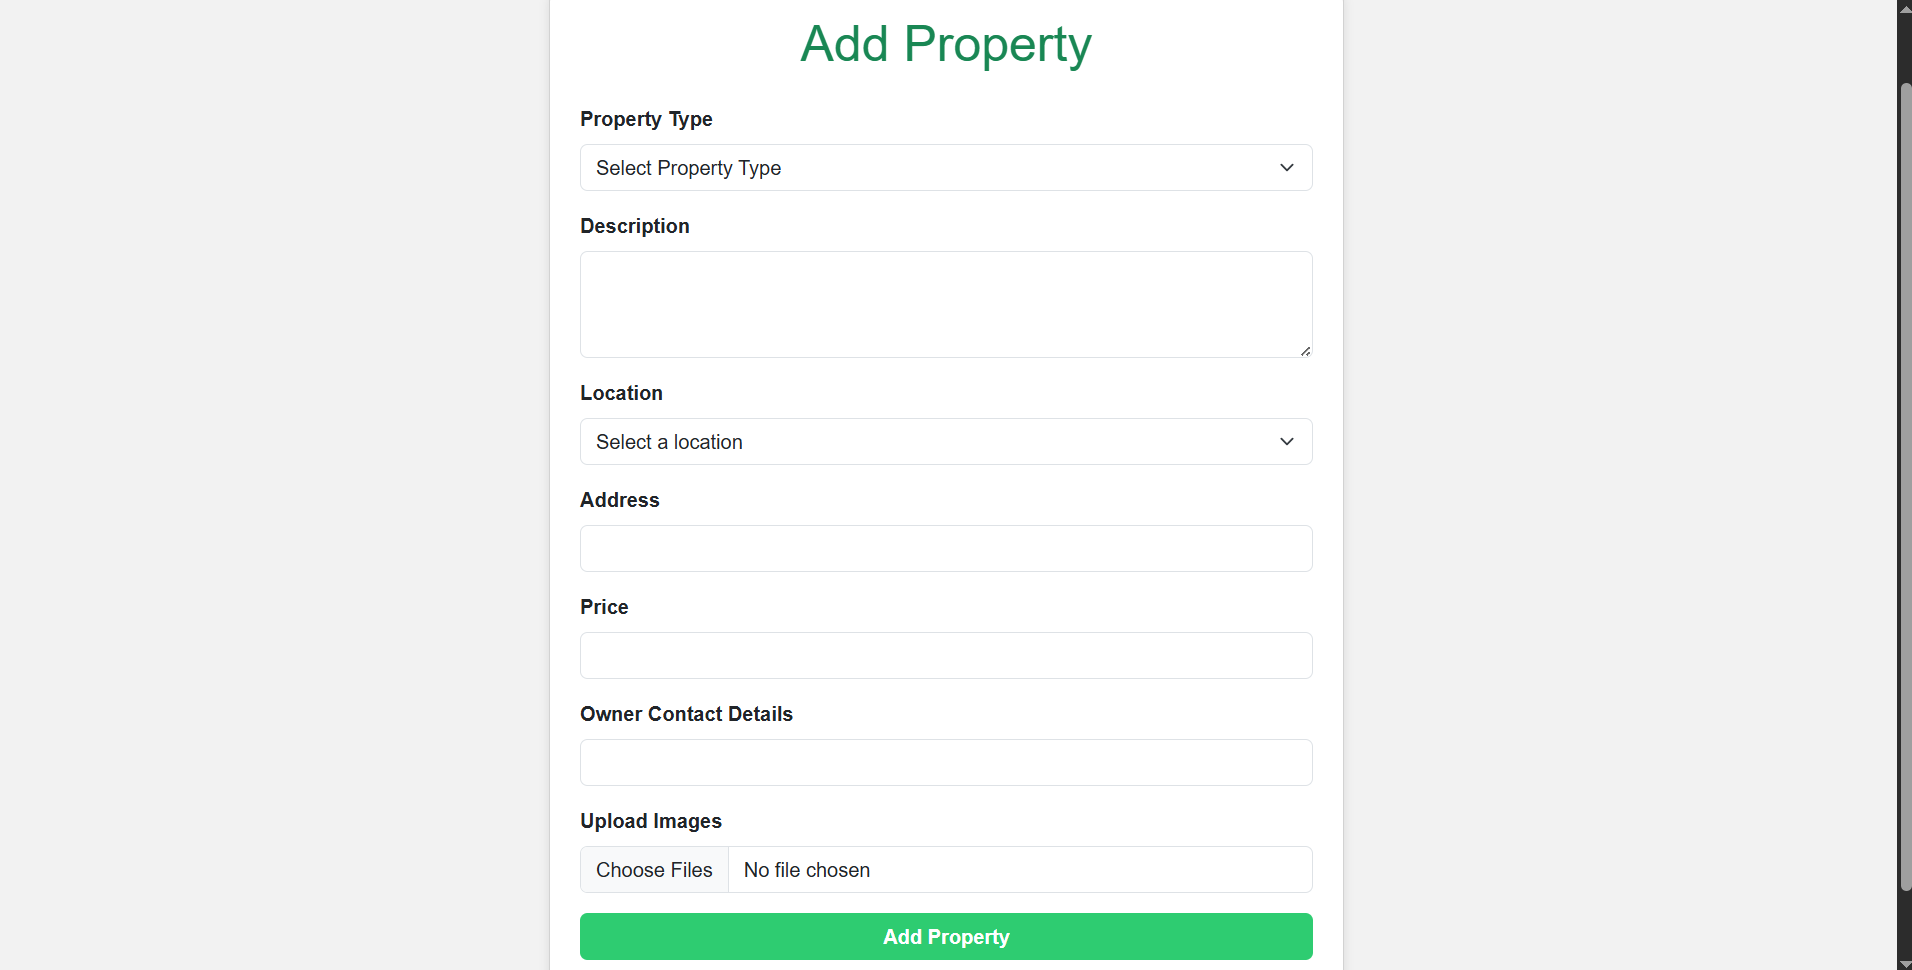 Add Property
Property Type
Select Property Type
Description
Location
Select a location
Address
Price
Owner Contact Details
Upload Images
Choose Files No file chosen
Add Property